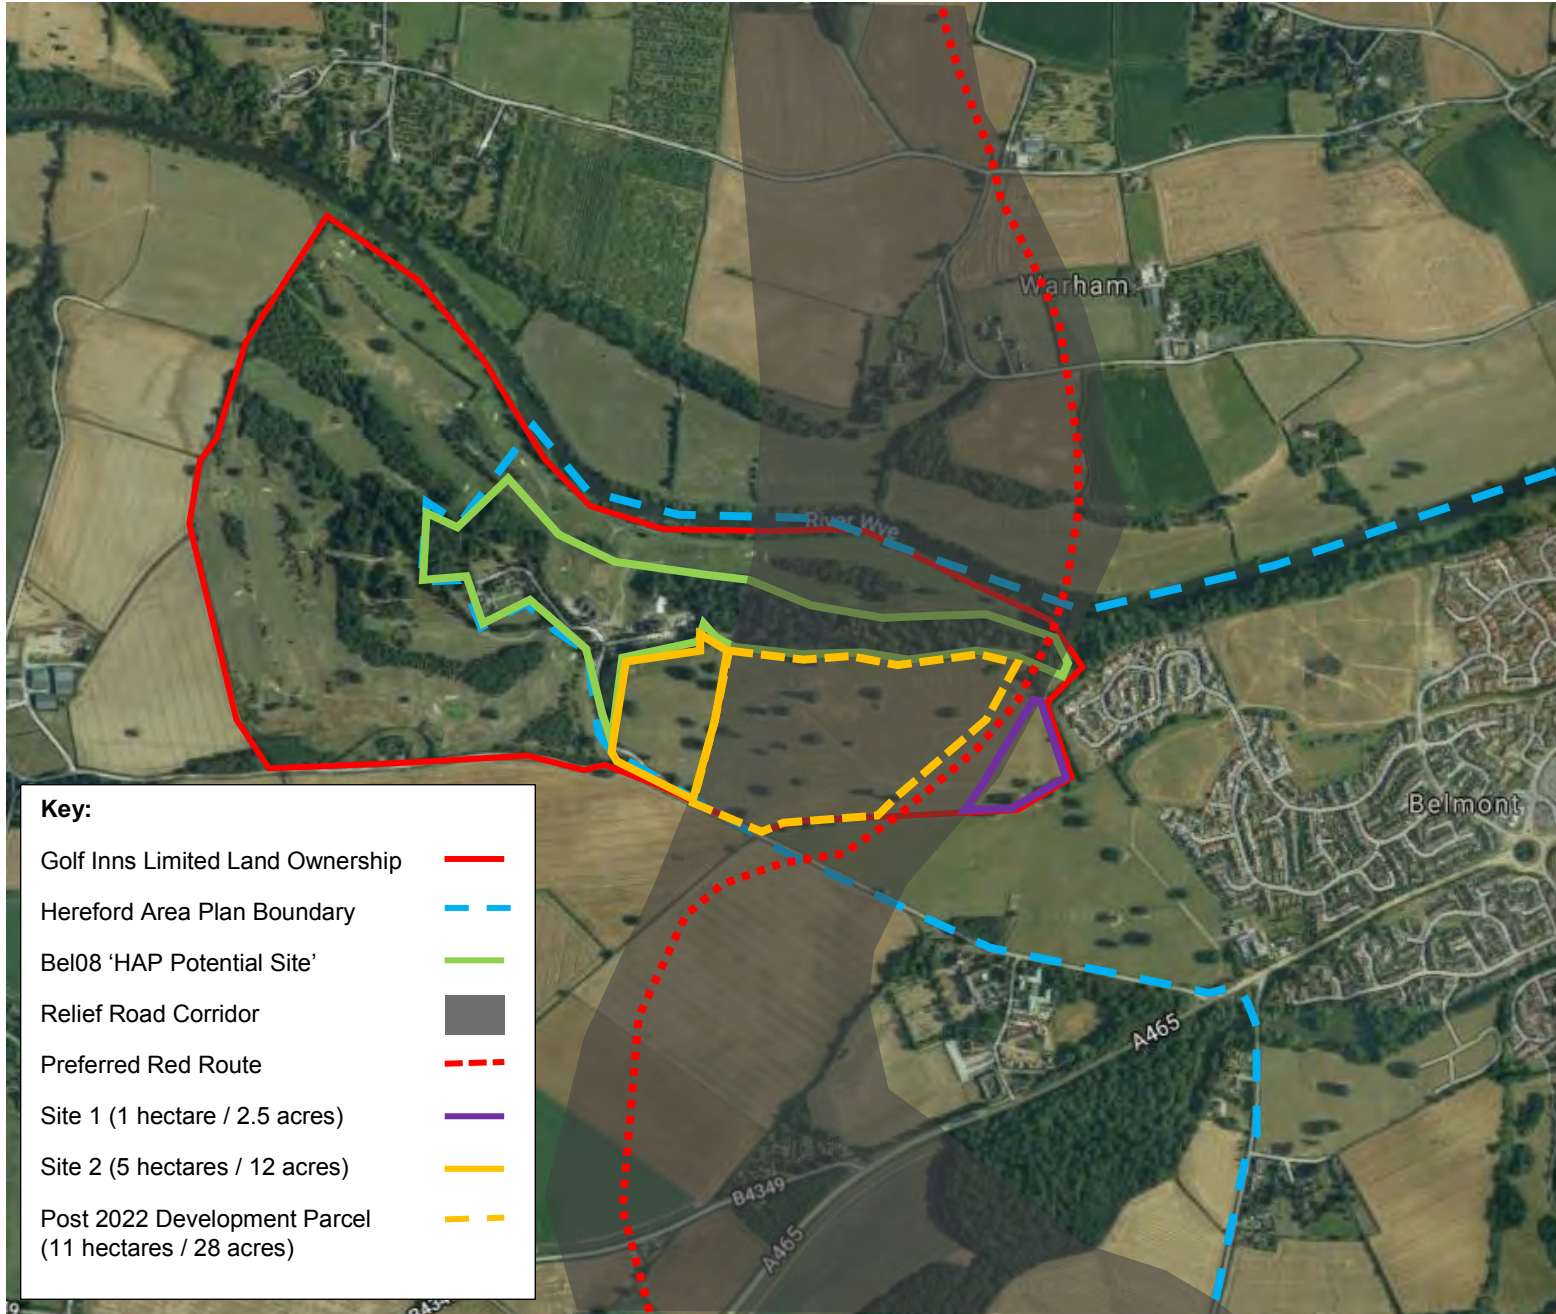 Warham
River Wye
Belmont
A465
B4349
A465
Key:
Golf Inns Limited Land Ownership
Hereford Area Plan Boundary
Bel08 ‘HAP Potential Site’
Relief Road Corridor
Preferred Red Route
Site 1 (1 hectare / 2.5 acres)
Site 2 (5 hectares / 12 acres)
Post 2022 Development Parcel
(11 hectares / 28 acres)